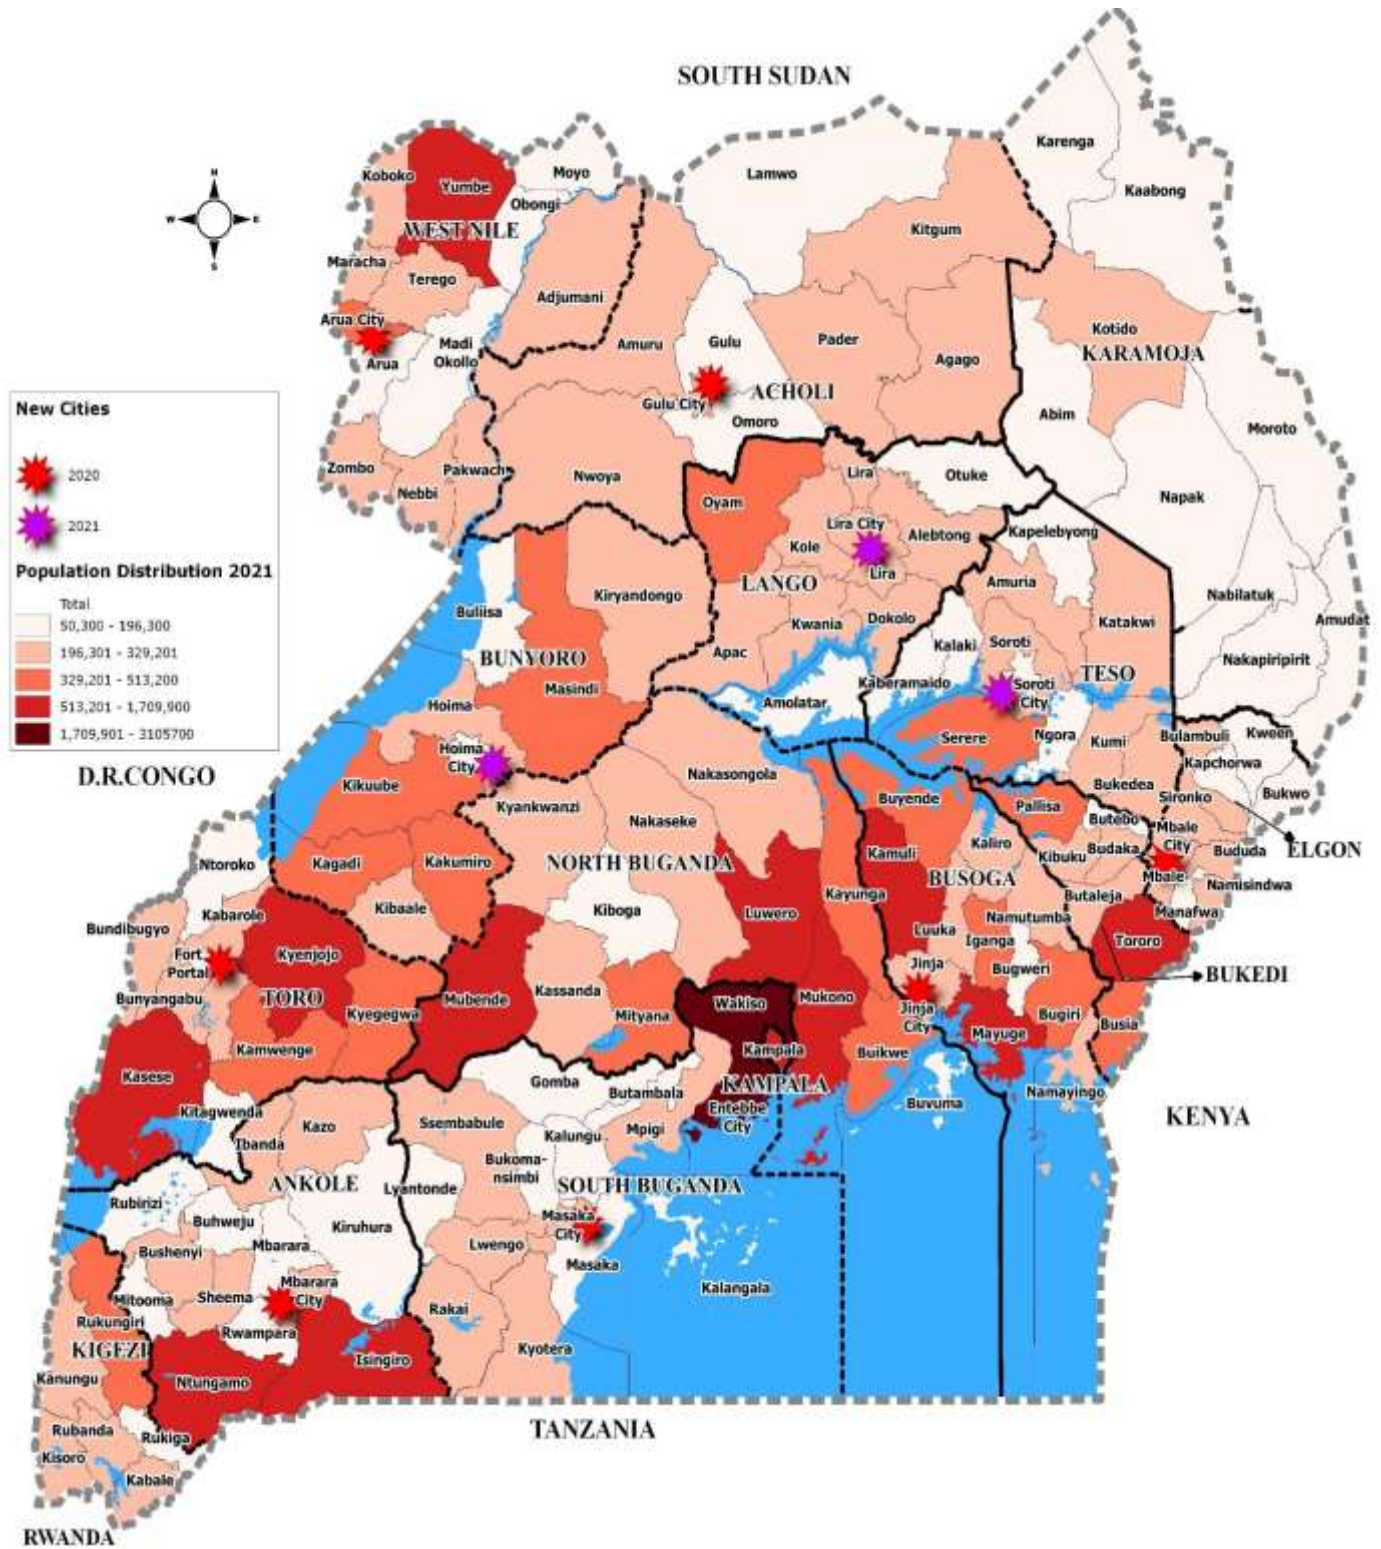 SOUTH SUDAN
Karenga
Kaabong
Lamwo
Moyo
Koboko
Yumbe
Obongi
WEST NILE
Kitgum
N
W
E
S
Maracha
Terego
Adjumani
Arua City
Arua
Madi
Okollo
Amuru
Gulu
Pader
Agago
Kotido
KARAMOJA
Gulu City
ACHOLI
Omoro
Abim
Moroto
New Cities
2020
2021
Population Distribution 2021
Total
50,300 - 196,300
196,301 - 329,201
329,201 - 513,200
513,201 - 1,709,900
1,709,901 - 3105700
Zombo
Nebbi
Pakwach
Nwoya
Oyam
Lira
Otuke
Napak
Lira City
Kole
Lira
Alebtong
Kapelebyong
LANGO
Amuria
Kiryandongo
Buliisa
Kwania
Dokolo
Kalaki
Soroti
Katakwi
Nabilatuk
Amudat
BUNYORO
Apac
Masindi
Kaberamaido
Soroti
City
TESO
Nakapiripirit
Hoima
Amolatar
Hoima
City
Serere
Ngora
Kumi
Bulambuli
Kween
Kapchorwa
D.R.CONGO
Kikuube
Nakasongola
Kyankwanzi
Nakaseke
Buyende
Pallisa
Bukedea
Sironko
Bukwo
Butebo
Mbale
City
Ntoroko
Kagadi
Kakumiro
NORTH BUGANDA
Kamuli
Kaliro
Kibuku
Budaka
Bududa
ELGON
Mbale
Kabarole
Kibaale
Kiboga
Luwero
Kayunga
BUSOGA
Butaleja
Namisindwa
Bundibugyo
Luuka
Namutumba
Manafwa
Fort
Portal
Kyenjojo
Iganga
Tororo
Jinja
Bugweri
BUKEDI
Bunyangabu
TORO
Kyegegwa
Mubende
Kassanda
Mityana
Wakiso
Mukono
Jinja
City
Mayuge
Bugiri
Busia
Kamwenge
Kampala
Buikwe
Kasese
KAMPALA
Gomba
Butambala
Entebbe
City
Buvuma
Namayingo
KENYA
Kitagwenda
Kazo
Ibanda
Ssembabule
Kalungu
Mpigi
Bukoma-
nsimbi
ANKOLE
Lyantonde
SOUTH BUGANDA
Rubirizi
Buhweju
Kiruhura
Masaka
City
Bushenyi
Mbarara
Lwengo
Masaka
Kalangala
Mitooma
Sheema
Mbarara
City
Rakai
Rukungiri
Rwampara
Kyotera
KIGEZI
Isingiro
Kanungu
Ntungamo
Rubanda
Rukiga
TANZANIA
Kisoro
Kabale
RWANDA